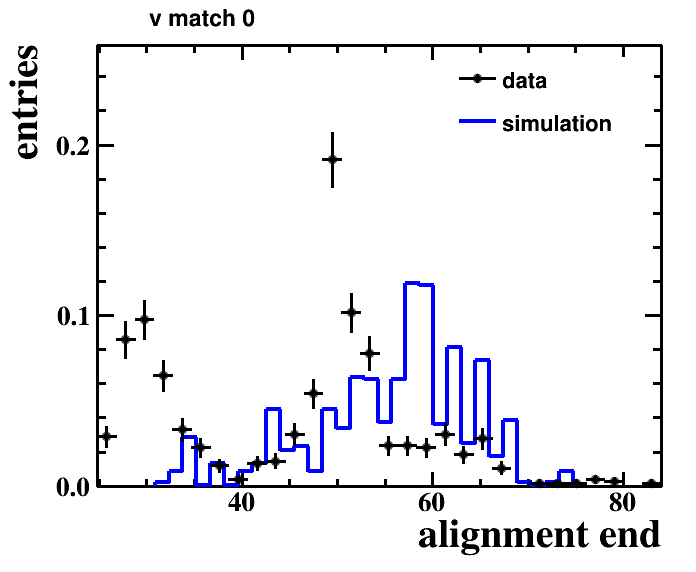 v match 0
entries
data
simulation
0.2
0.1
0.0
40
60
80
alignment end